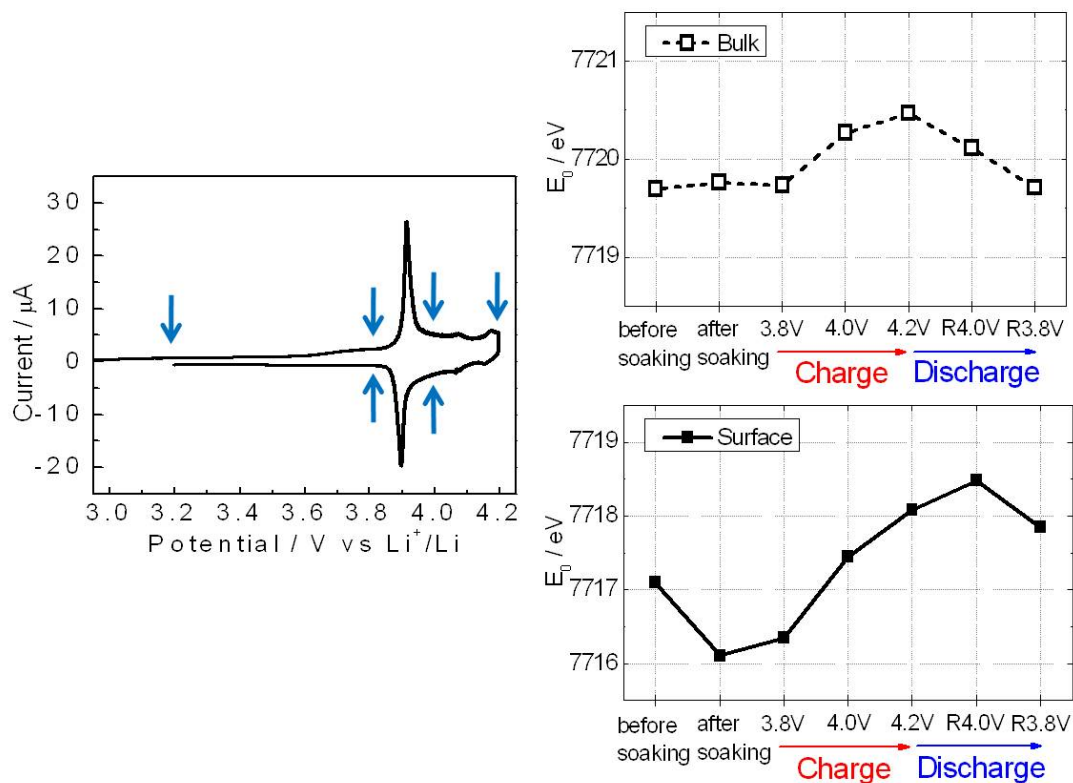 Current / μA
30
20
10
0
-10
-20
3.0 3.2 3.4 3.6 3.8 4.0 4.2
Potential / V vs Li⁺/Li
E₀ / eV
Bulk
7721
7720
7719
before soaking
after soaking
3.8V 4.0V 4.2V R4.0V R3.8V
Charge Discharge
E₀ / eV
Surface
7719
7718
7717
7716
before soaking
after soaking
3.8V 4.0V 4.2V R4.0V R3.8V
Charge Discharge